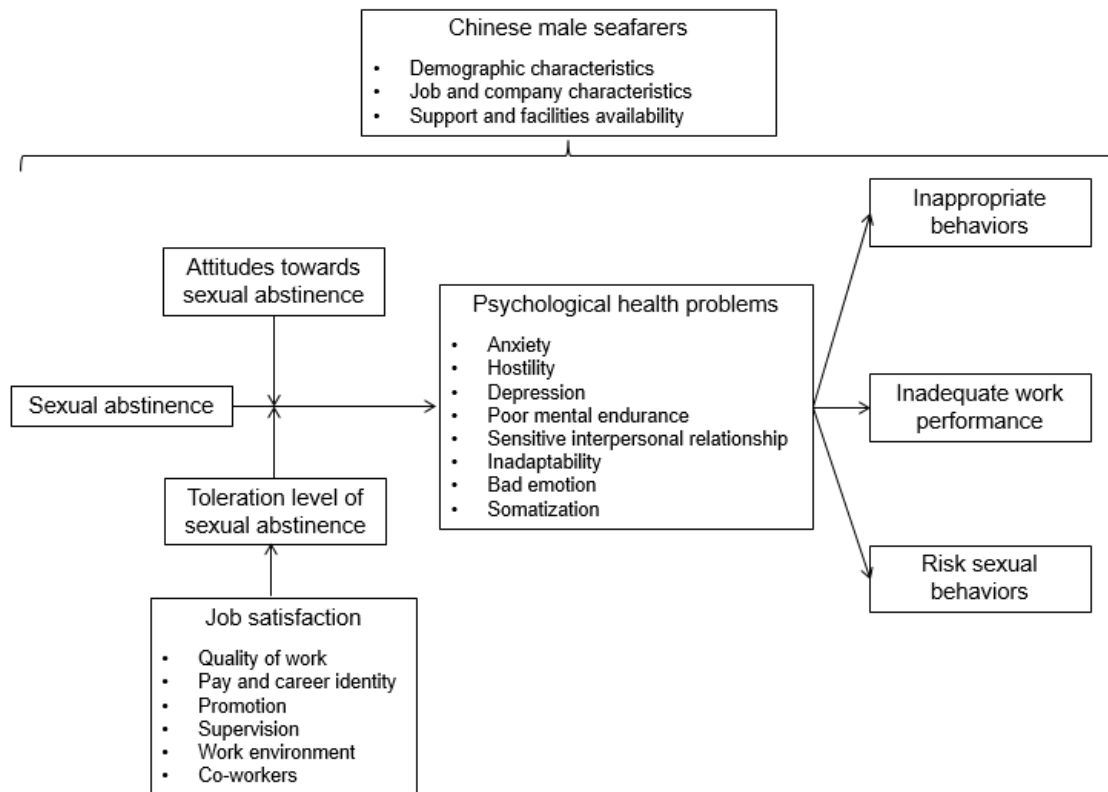 Chinese male seafarers
• Demographic characteristics
• Job and company characteristics
• Support and facilities availability
Inappropriate
behaviors
Attitudes towards
sexual abstinence
Psychological health problems
• Anxiety
• Hostility
• Depression
• Poor mental endurance
• Sensitive interpersonal relationship
• Inadaptability
• Bad emotion
• Somatization
Sexual abstinence
Inadequate work
performance
Toleration level of
sexual abstinence
Risk sexual
behaviors
Job satisfaction
• Quality of work
• Pay and career identity
• Promotion
• Supervision
• Work environment
• Co-workers